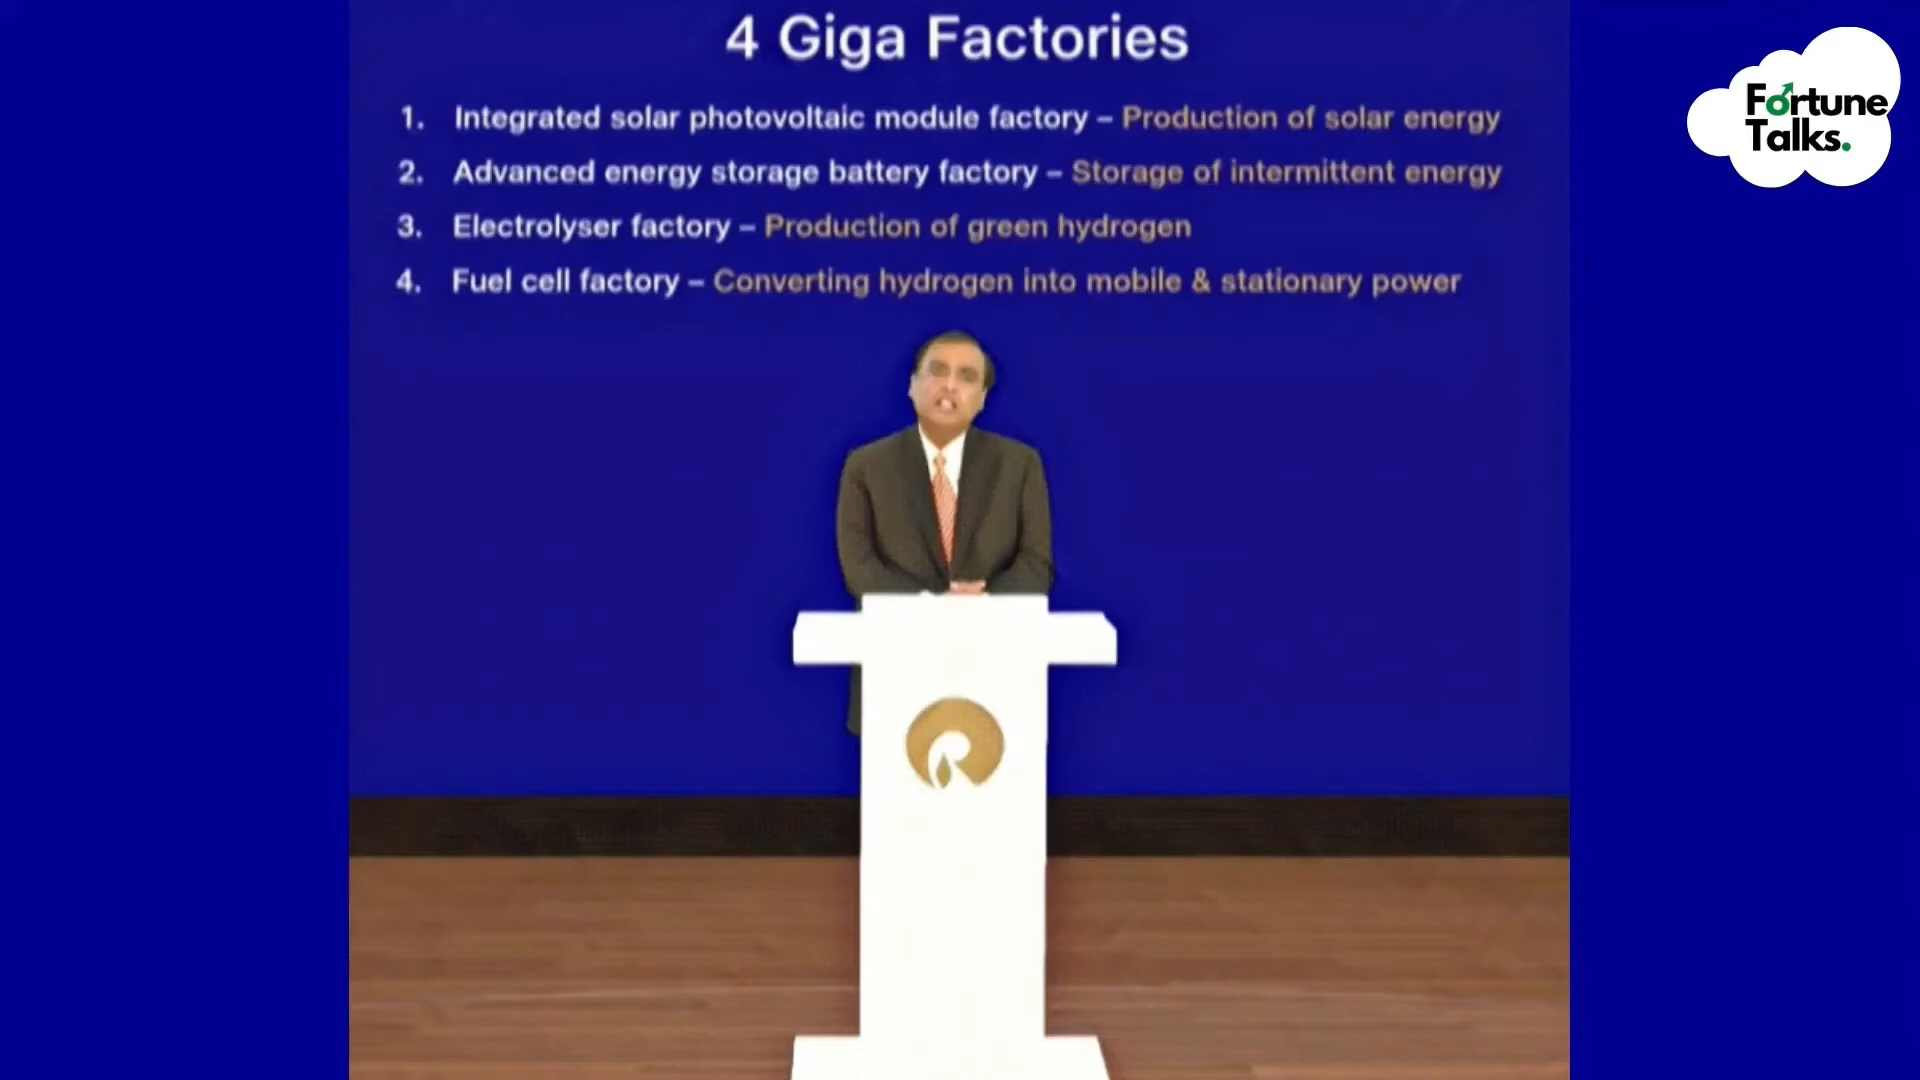 4 Giga Factories
1. Integrated solar photovoltaic module factory – Production of solar energy
2. Advanced energy storage battery factory – Storage of intermittent energy
3. Electrolyser factory – Production of green hydrogen
4. Fuel cell factory – Converting hydrogen into mobile & stationary power
Fortune
Talks.